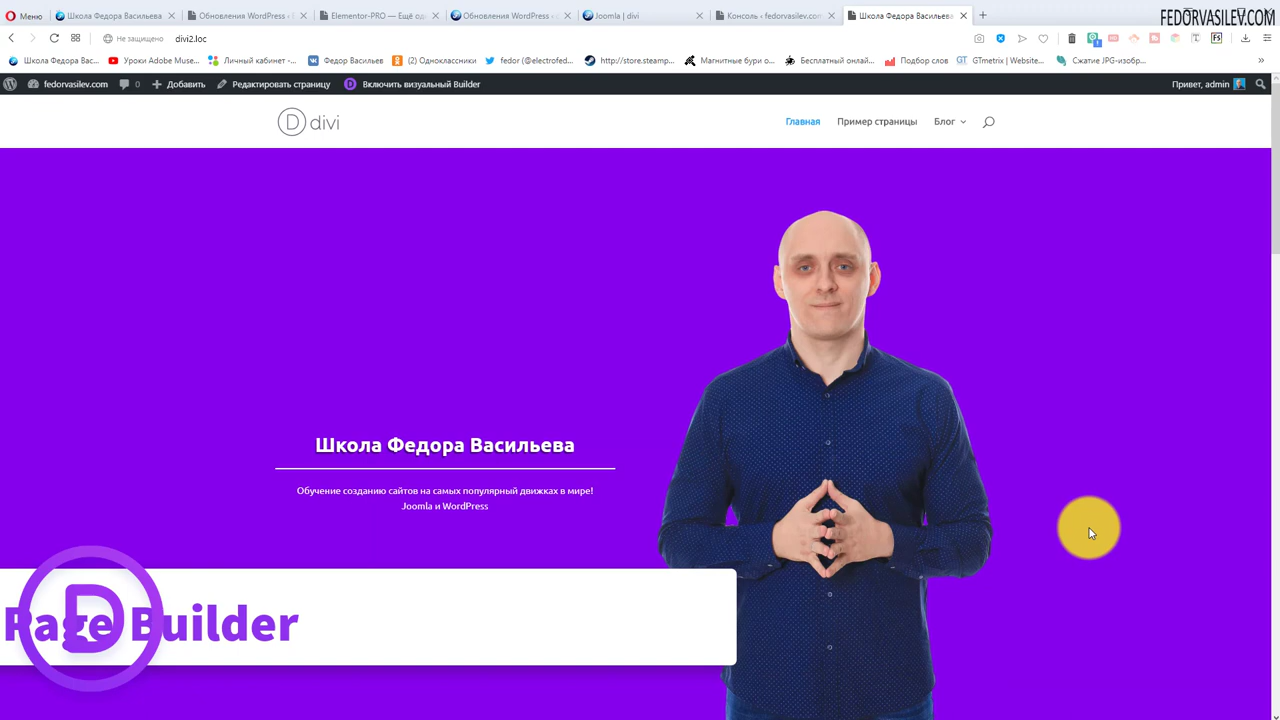 Меню
Школа Федора Васильева
Обновления WordPress ‹
Elementor-PRO — Ещё од
Обновления WordPress ‹
Joomla | divi
Консоль ‹ fedorvasilev.com
Школа Федора Васильева
FEDORVASILEV.COM
Не защищено
divi2.loc
Школа Федора Вас...
Уроки Adobe Muse...
Личный кабинет -...
Федор Васильев
(2) Одноклассники
fedor (@electrofed...
http://store.steamp...
Магнитные бури о...
Бесплатный онлай...
Подбор слов
GTmetrix | Website...
Сжатие JPG-изобр...
fedorvasilev.com
0
Добавить
Редактировать страницу
Включить визуальный Builder
Привет, admin
D divi
Главная
Пример страницы
Блог
Школа Федора Васильева
Обучение созданию сайтов на самых популярный движках в мире!
Joomla и WordPress
D
Page Builder